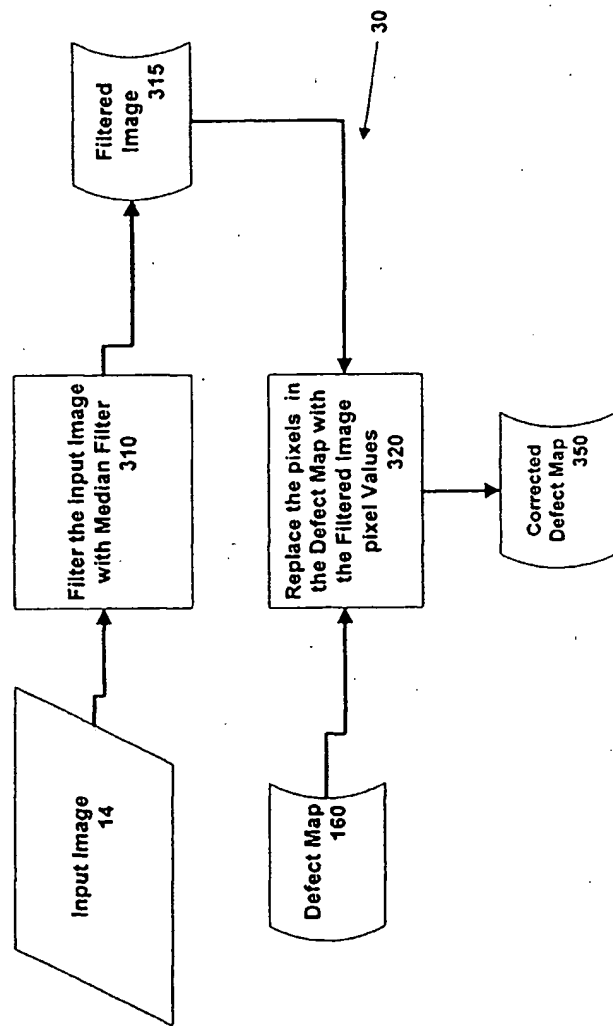 Input Image
14
Filter the Input Image
with Median Filter
310
Filtered
Image
315
Defect Map
160
Replace the pixels in
the Defect Map with
the Filtered Image
pixel Values
320
30
Corrected
Defect Map
350